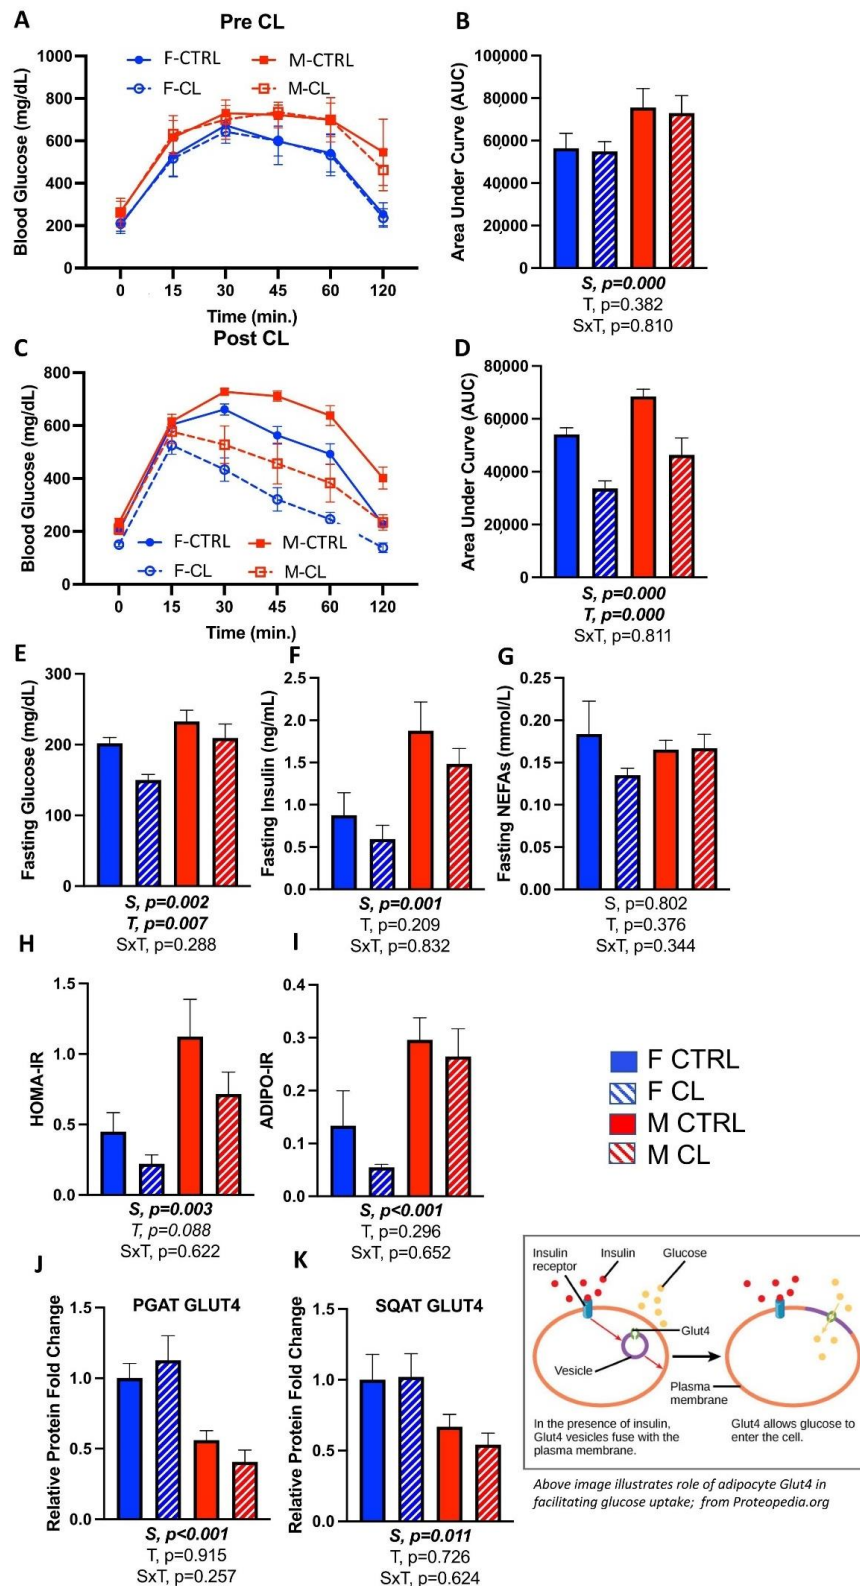 A
Pre CL
F-CTRL
M-CTRL
F-CL
M-CL
Blood Glucose (mg/dL)
1000
800
600
400
200
0
0 15 30 45 60 120
Time (min.)
B
Area Under Curve (AUC)
100000
80000
60000
40000
20000
0
S, p=0.000
T, p=0.382
SxT, p=0.810
C
Post CL
Blood Glucose (mg/dL)
800
600
400
200
0
F-CTRL
M-CTRL
F-CL
M-CL
0 15 30 45 60 120
Time (min.)
D
Area Under Curve (AUC)
80000
60000
40000
20000
0
S, p=0.000
T, p=0.000
SxT, p=0.811
E
Fasting Glucose (mg/dL)
300
200
100
0
S, p=0.002
T, p=0.007
SxT, p=0.288
F
Fasting Insulin (ng/mL)
2.5
2.0
1.5
1.0
0.5
0.0
S, p=0.001
T, p=0.209
SxT, p=0.832
G
Fasting NEFAs (mmol/L)
0.25
0.20
0.15
0.10
0.05
0.00
S, p=0.802
T, p=0.376
SxT, p=0.344
H
HOMA-IR
1.5
1.0
0.5
0.0
S, p=0.003
T, p=0.088
SxT, p=0.622
I
ADIPO-IR
0.4
0.3
0.2
0.1
0.0
S, p<0.001
T, p=0.296
SxT, p=0.652
F CTRL
F CL
M CTRL
M CL
J
PGAT GLUT4
Relative Protein Fold Change
1.5
1.0
0.5
0.0
S, p<0.001
T, p=0.915
SxT, p=0.257
K
SQAT GLUT4
Relative Protein Fold Change
1.5
1.0
0.5
0.0
S, p=0.011
T, p=0.726
SxT, p=0.624
Insulin
receptor
Insulin
Glucose
Glut4
Vesicle
Plasma
membrane
In the presence of insulin,
Glut4 vesicles fuse with the
plasma membrane.
Glut4 allows glucose to
enter the cell.
Above image illustrates role of adipocyte Glut4 in
facilitating glucose uptake; from Proteopedia.org